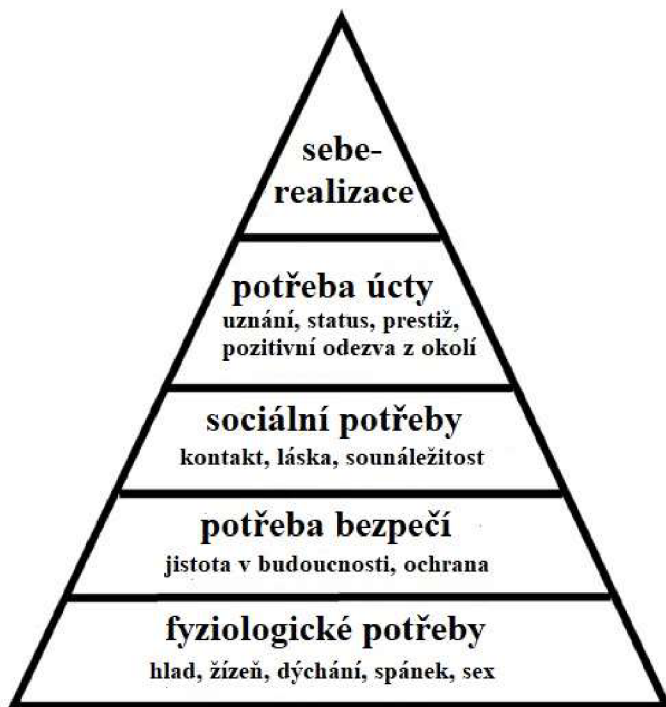 sebe-
realizace
potřeba úcty
uznání, status, prestiž,
pozitivní odezva z okolí
sociální potřeby
kontakt, láska, sounáležitost
potřeba bezpečí
jistota v budoucnosti, ochrana
fyziologické potřeby
hlad, žízeň, dýchání, spánek, sex